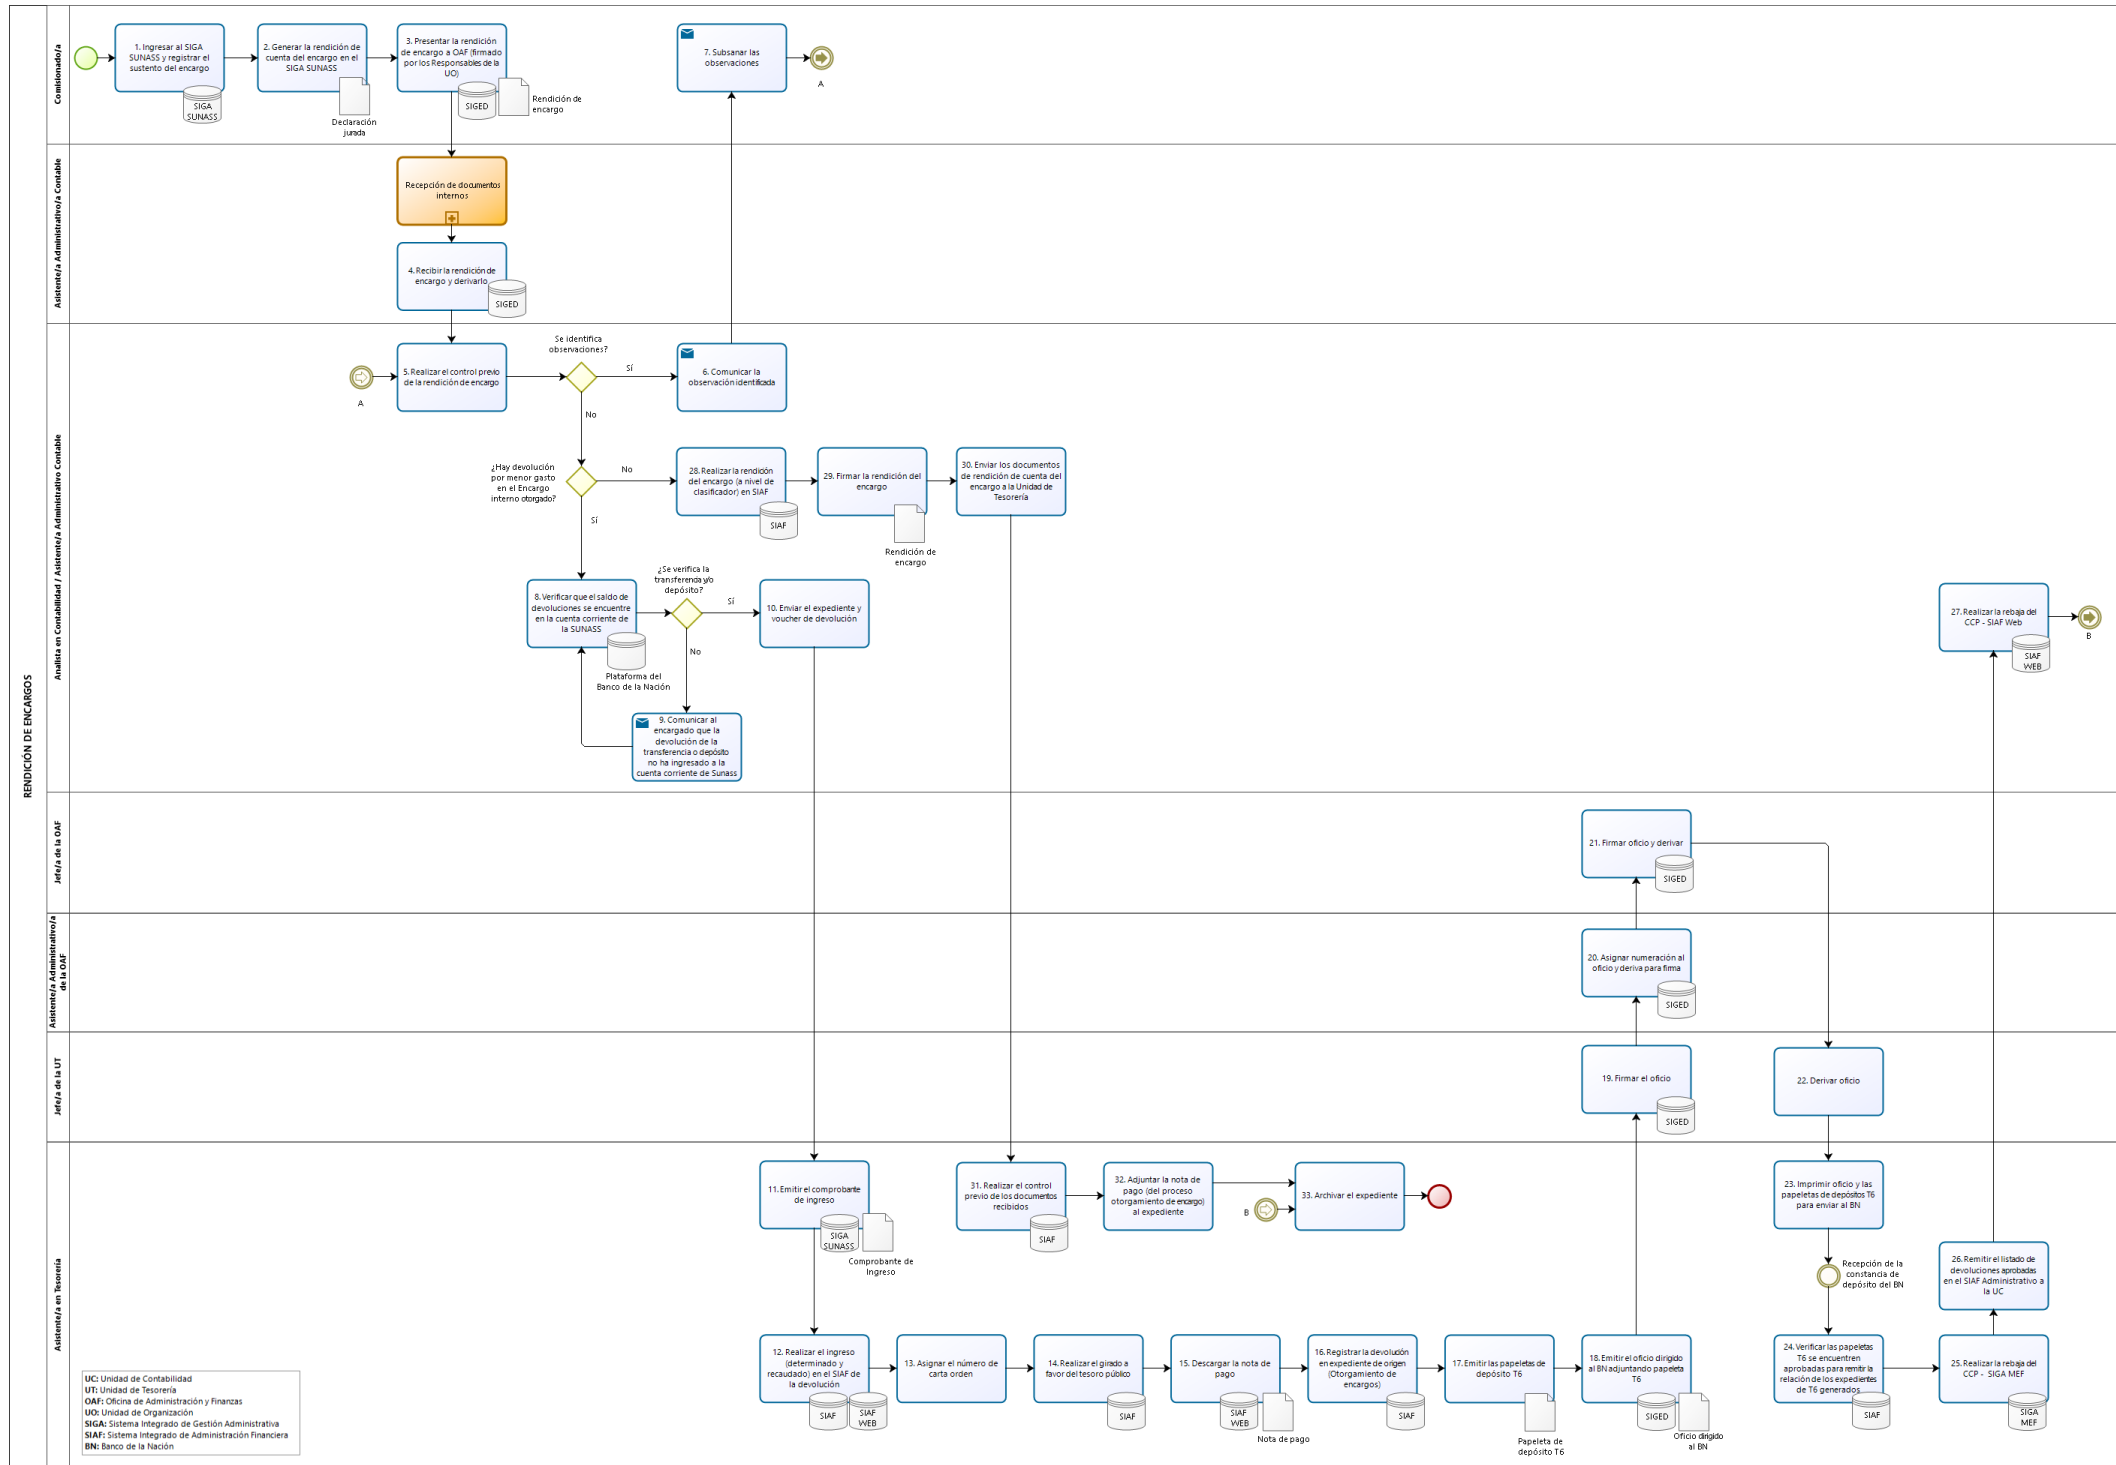 RENDICIÓN DE ENCARGOS
Comisionado/a
1. Ingresar al SIGA
SUNASS y registrar el
sustento del encargo
SIGA
SUNASS
2. Generar la rendición de
cuenta del encargo en el
SIGA SUNASS
Declaración
jurada
3. Presentar la rendición
de encargo a OAF (firmado
por los Responsables de la
UO)
SIGED
Rendición de
encargo
7. Subsanar las
observaciones
A
Asistente/a Administrativo/a Contable
Recepción de documentos
internos
4. Recibir la rendición de
encargo y derivarlo
SIGED
Analista en Contabilidad / Asistente/a Administrativo Contable
A
5. Realizar el control previo
de la rendición de encargo
Se identifica
observaciones?
Sí
No
6. Comunicar la
observación identificada
¿Hay devolución
por menor gasto
en el Encargo
interno otorgado?
No
Sí
28. Realizar la rendición
del encargo (a nivel de
clasificador) en SIAF
SIAF
29. Firmar la rendición del
encargo
Rendición de
encargo
30. Enviar los documentos
de rendición de cuenta del
encargo a la Unidad de
Tesorería
8. Verificar que el saldo de
devoluciones se encuentre
en la cuenta corriente de
la SUNASS
Plataforma del
Banco de la Nación
¿Se verifica la
transferencia y/o
depósito?
Sí
No
10. Enviar el expediente y
voucher de devolución
9. Comunicar al
encargado que la
devolución de la
transferencia o depósito
no ha ingresado a la
cuenta corriente de Sunass
27. Realizar la rebaja del
CCP - SIAF Web
SIAF
WEB
B
Jefe/a de la OAF
21. Firmar oficio y derivar
SIGED
Asistente/a Administrativo/a
de la OAF
20. Asignar numeración al
oficio y deriva para firma
SIGED
Jefe/a de la UT
19. Firmar el oficio
SIGED
22. Derivar oficio
Asistente/a en Tesorería
11. Emitir el comprobante
de ingreso
SIGA
SUNASS
Comprobante de
Ingreso
31. Realizar el control
previo de los documentos
recibidos
SIAF
32. Adjuntar la nota de
pago (del proceso
otorgamiento de encargo)
al expediente
B
33. Archivar el expediente
23. Imprimir oficio y las
papeletas de depósitos T6
para enviar al BN
Recepción de la
constancia de
depósito del BN
26. Remitir el listado de
devoluciones aprobadas
en el SIAF Administrativo a
la UC
12. Realizar el ingreso
(determinado y
recaudado) en el SIAF de
la devolución
SIAF
SIAF
WEB
13. Asignar el número de
carta orden
14. Realizar el girado a
favor del tesoro público
SIAF
15. Descargar la nota de
pago
SIAF
WEB
Nota de pago
16. Registrar la devolución
en expediente de origen
(Otorgamiento de
encargos)
SIAF
17. Emitir las papeletas de
depósito T6
Papeleta de
depósito T6
18. Emitir el oficio dirigido
al BN adjuntando papeleta
T6
SIGED
Oficio dirigido
al BN
24. Verificar las papeletas
T6 se encuentren
aprobadas para remitir la
relación de los expedientes
de T6 generados
SIAF
25. Realizar la rebaja del
CCP - SIGA MEF
SIGA
MEF
UC: Unidad de Contabilidad
UT: Unidad de Tesorería
OAF: Oficina de Administración y Finanzas
UO: Unidad de Organización
SIGA: Sistema Integrado de Gestión Administrativa
SIAF: Sistema Integrado de Administración Financiera
BN: Banco de la Nación